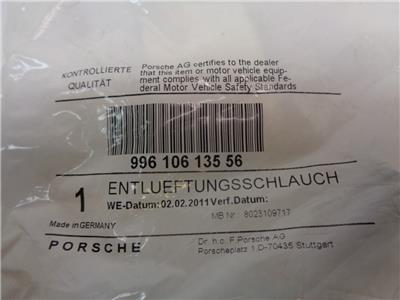 KONTROLLIERTE
QUALITÄT
Porsche AG certifies to the dealer
that this item or motor vehicle equip-
ment complies with all applicable Fe-
deral Motor Vehicle Safety Standards
996 106 135 56
1 ENTLUEFTUNGSSCHLAUCH
WE-Datum: 02.02.2011 Verf.Datum:
MB Nr.: 8023109717
Made in GERMANY
PORSCHE
Dr. h.c. F.Porsche AG
Porscheplatz 1,D-70435 Stuttgart